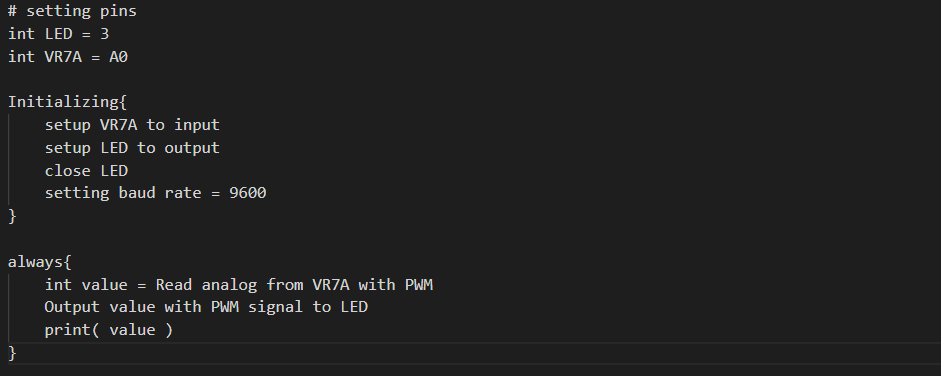 # setting pins
int LED = 3
int VR7A = A0
Initializing{
setup VR7A to input
setup LED to output
close LED
setting baud rate = 9600
}
always{
int value = Read analog from VR7A with PWM
Output value with PWM signal to LED
print( value )
}